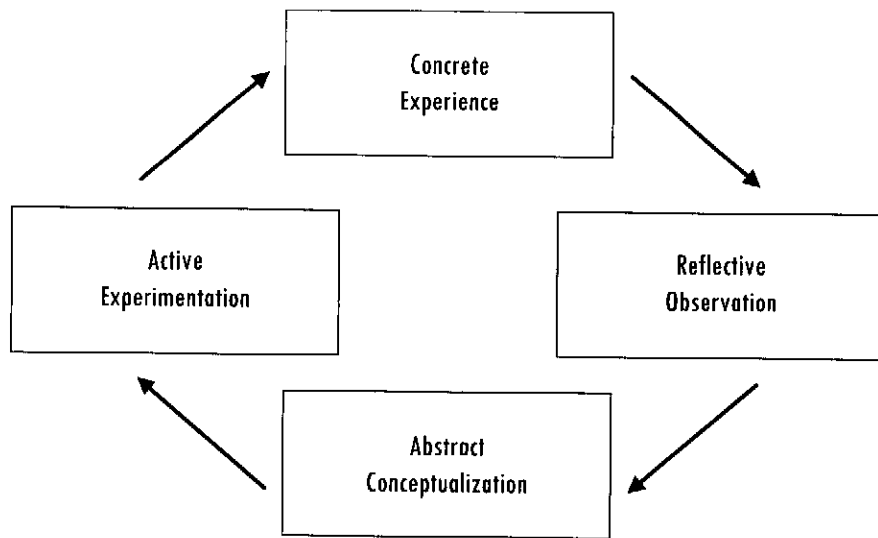 Concrete
Experience
Active
Experimentation
Reflective
Observation
Abstract
Conceptualization